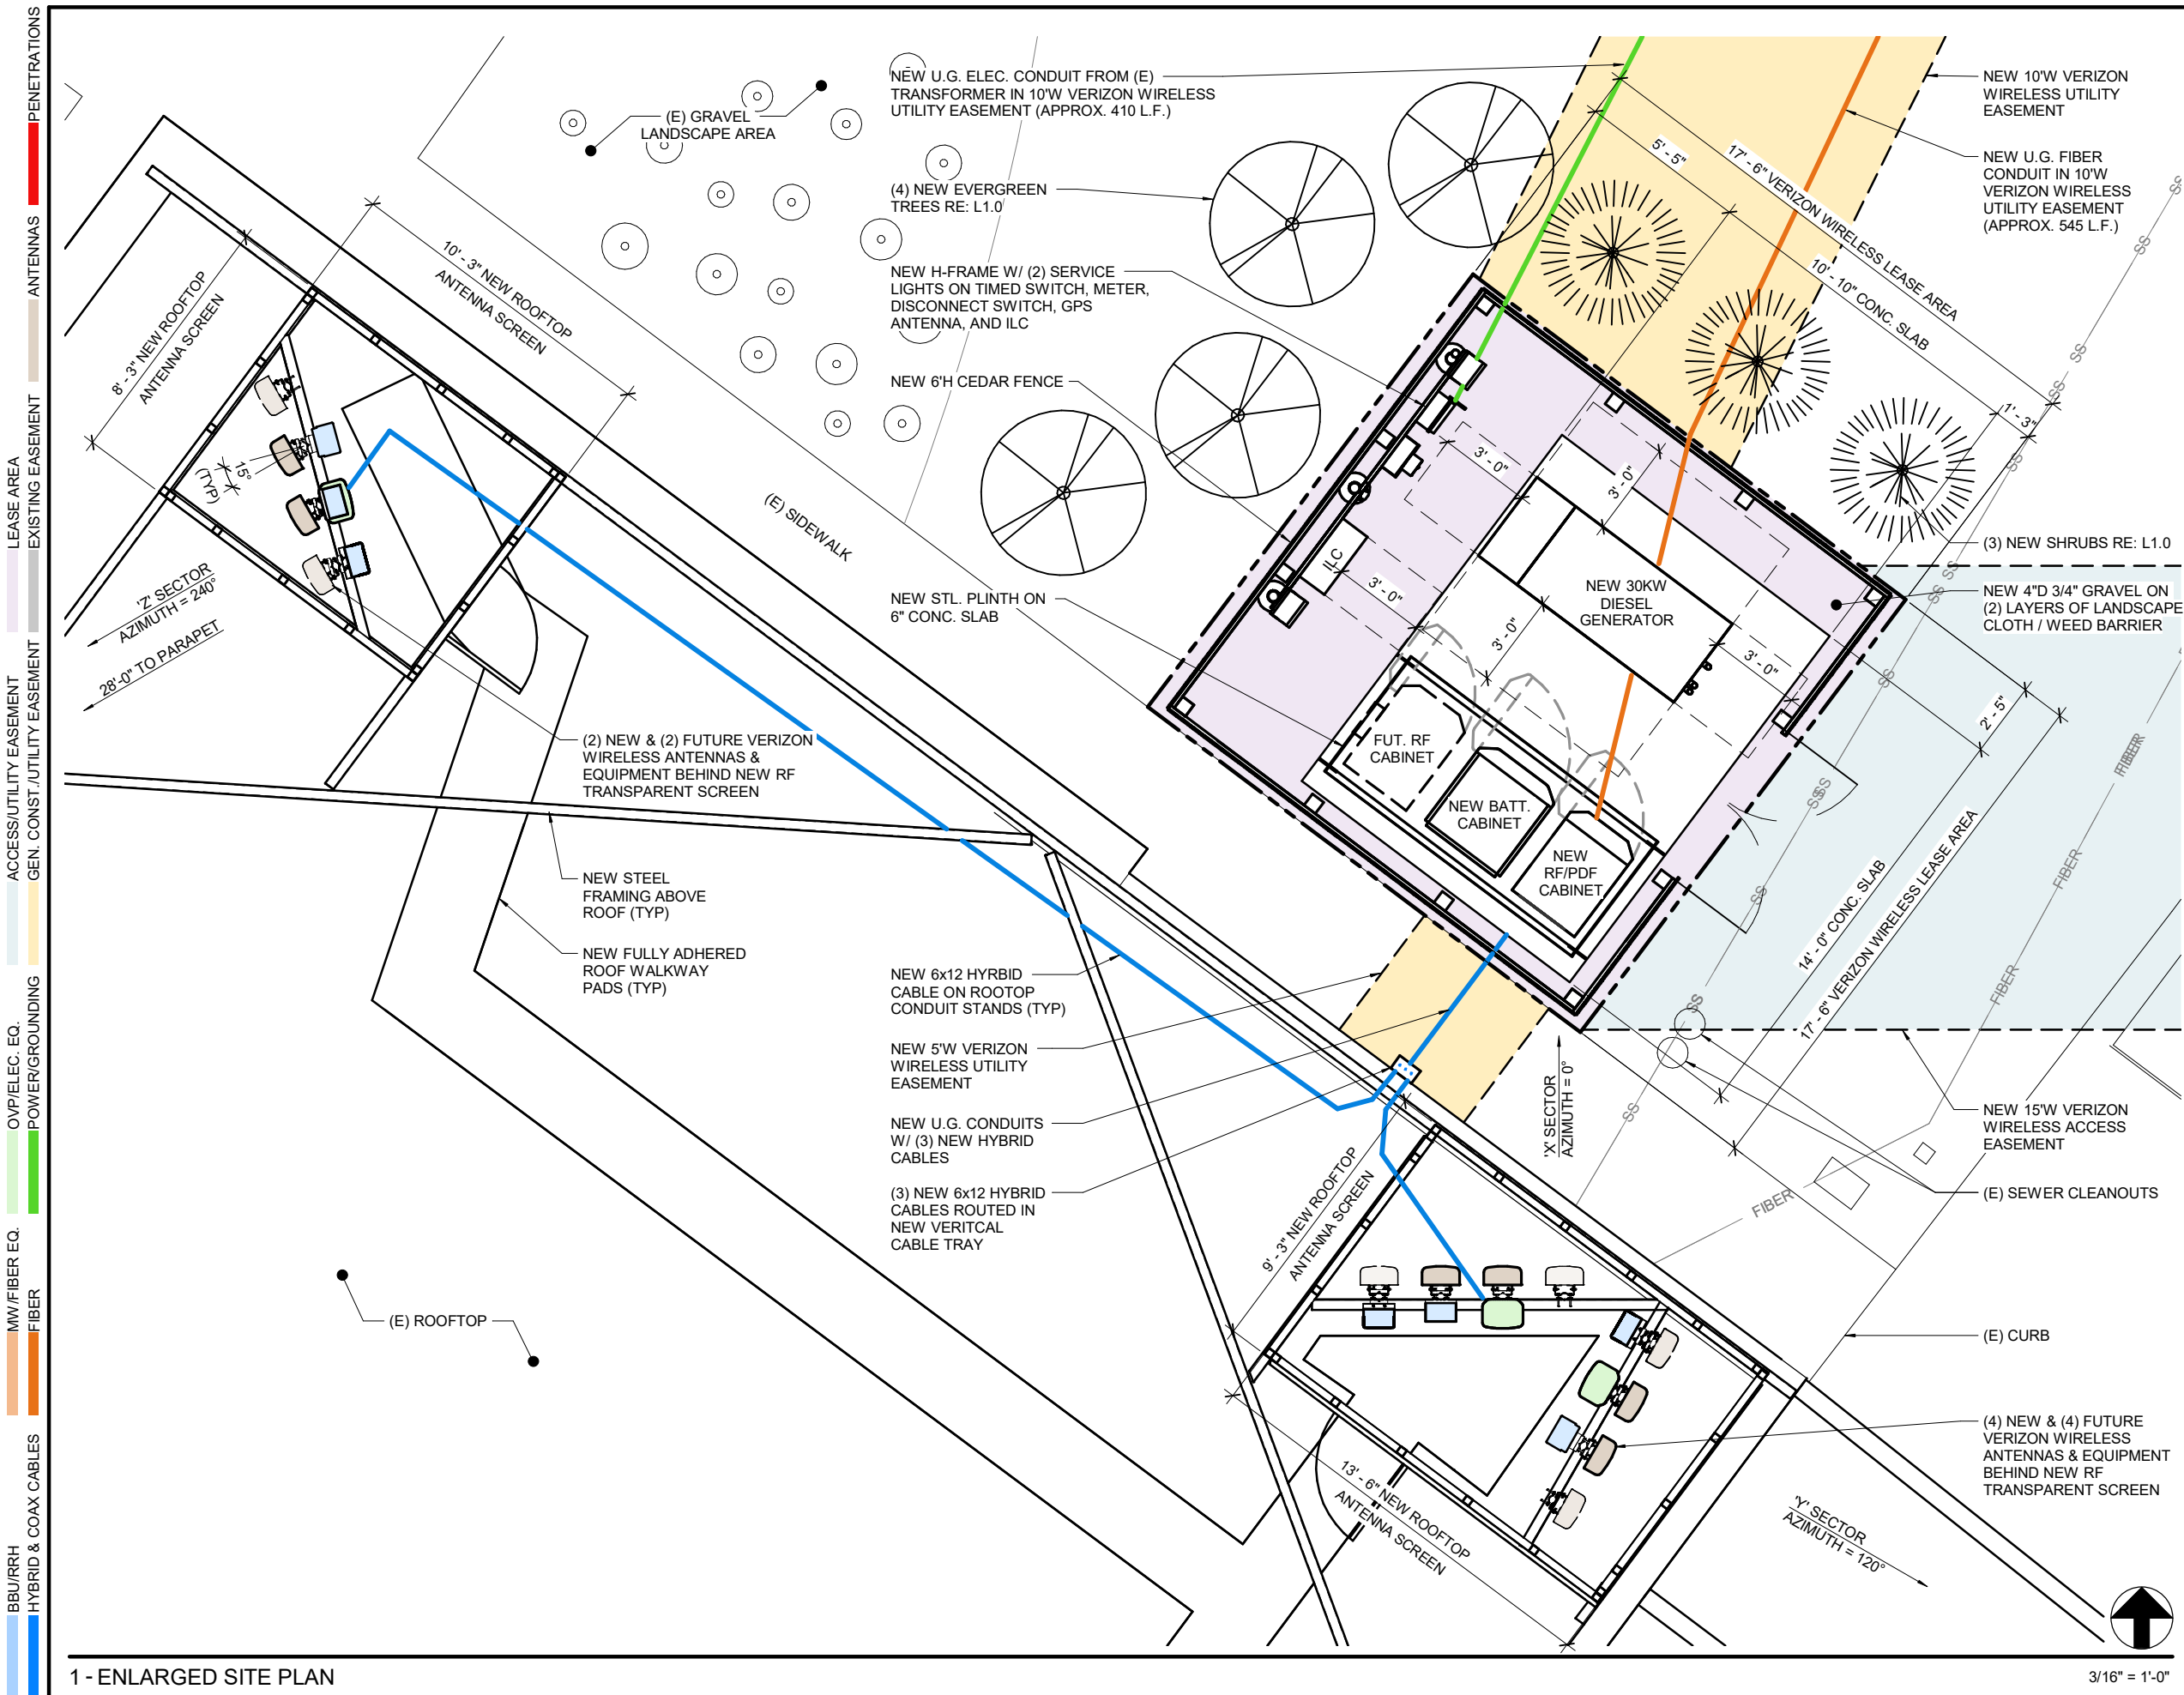 PENETRATIONS
ANTENNAS
LEASE AREA
EXISTING EASEMENT
ACCESS/UTILITY EASEMENT
GEN. CONST./UTILITY EASEMENT
OVP/ELEC. EQ.
POWER/GROUNDING
MW/FIBER EQ.
FIBER
BBU/RRH
HYBRID & COAX CABLES
(E) GRAVEL
LANDSCAPE AREA
NEW U.G. ELEC. CONDUIT FROM (E)
TRANSFORMER IN 10'W VERIZON WIRELESS
UTILITY EASEMENT (APPROX. 410 L.F.)
(4) NEW EVERGREEN
TREES RE: L1.0
NEW H-FRAME W/ (2) SERVICE
LIGHTS ON TIMED SWITCH, METER,
DISCONNECT SWITCH, GPS
ANTENNA, AND ILC
NEW 6'H CEDAR FENCE
NEW STL. PLINTH ON
6" CONC. SLAB
NEW 10'W VERIZON
WIRELESS UTILITY
EASEMENT
NEW U.G. FIBER
CONDUIT IN 10'W
VERIZON WIRELESS
UTILITY EASEMENT
(APPROX. 545 L.F.)
5' - 5"
17' - 6" VERIZON WIRELESS LEASE AREA
10' - 10" CONC. SLAB
1' - 3"
8' - 3" NEW ROOFTOP
ANTENNA SCREEN
10' - 3" NEW ROOFTOP
ANTENNA SCREEN
15°
(TYP)
(E) SIDEWALK
'Z' SECTOR
AZIMUTH = 240°
28'-0" TO PARAPET
3' - 0"
3' - 0"
3' - 0"
3' - 0"
3' - 0"
ILC
NEW 30KW
DIESEL
GENERATOR
FUT. RF
CABINET
NEW BATT.
CABINET
NEW
RF/PDF
CABINET
(3) NEW SHRUBS RE: L1.0
NEW 4"D 3/4" GRAVEL ON
(2) LAYERS OF LANDSCAPE
CLOTH / WEED BARRIER
2' - 5"
14' - 0" CONC. SLAB
17' - 6" VERIZON WIRELESS LEASE AREA
SS
SS
SS
SS
SS
SS
SS
SS
SS
SS
SS
SS
SS
FIBER
FIBER
FIBER
FIBER
(2) NEW & (2) FUTURE VERIZON
WIRELESS ANTENNAS &
EQUIPMENT BEHIND NEW RF
TRANSPARENT SCREEN
NEW STEEL
FRAMING ABOVE
ROOF (TYP)
NEW FULLY ADHERED
ROOF WALKWAY
PADS (TYP)
NEW 6x12 HYRBID
CABLE ON ROOTOP
CONDUIT STANDS (TYP)
NEW 5'W VERIZON
WIRELESS UTILITY
EASEMENT
NEW U.G. CONDUITS
W/ (3) NEW HYBRID
CABLES
(3) NEW 6x12 HYBRID
CABLES ROUTED IN
NEW VERITCAL
CABLE TRAY
'X' SECTOR
AZIMUTH = 0°
NEW 15'W VERIZON
WIRELESS ACCESS
EASEMENT
(E) SEWER CLEANOUTS
(E) CURB
9' - 3" NEW ROOFTOP
ANTENNA SCREEN
13' - 6" NEW ROOFTOP
ANTENNA SCREEN
(E) ROOFTOP
(4) NEW & (4) FUTURE
VERIZON WIRELESS
ANTENNAS & EQUIPMENT
BEHIND NEW RF
TRANSPARENT SCREEN
'Y' SECTOR
AZIMUTH = 120°
1 - ENLARGED SITE PLAN
3/16" = 1'-0"